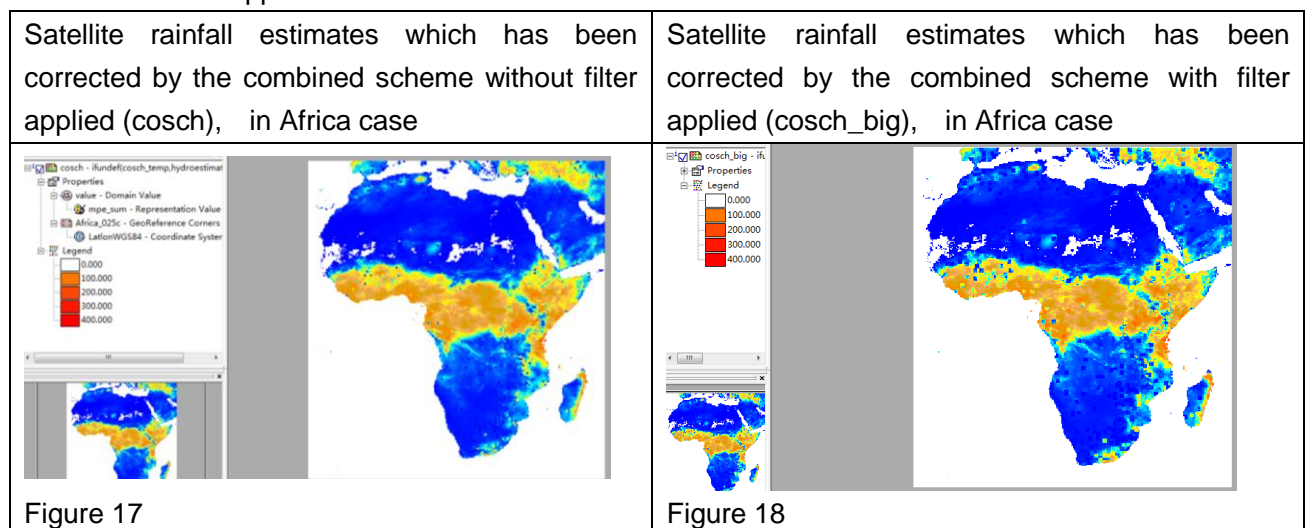 Satellite rainfall estimates which has been
corrected by the combined scheme without filter
applied (cosch), in Africa case
Satellite rainfall estimates which has been
corrected by the combined scheme with filter
applied (cosch_big), in Africa case
cosch - ifundef(cosch_temp,hydroestimat
Properties
value - Domain Value
mpe_sum - Representation Value
Africa_025c - GeoReference Corners
LatlonWGS84 - Coordinate System
Legend
0.000
100.000
200.000
300.000
400.000
cosch_big - ifu
Properties
Legend
0.000
100.000
200.000
300.000
400.000
Figure 17
Figure 18